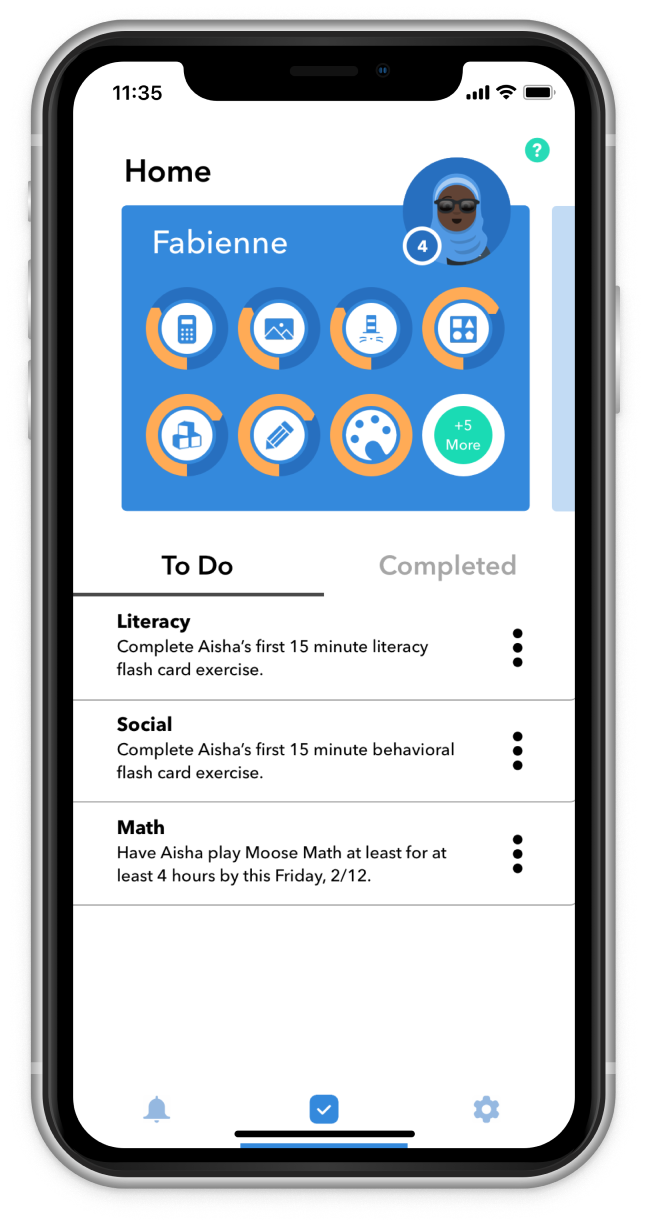 11:35
?
Home
Fabienne
4
+5
More
To Do
Completed
Literacy
Complete Aisha's first 15 minute literacy
flash card exercise.
Social
Complete Aisha's first 15 minute behavioral
flash card exercise.
Math
Have Aisha play Moose Math at least for at
least 4 hours by this Friday, 2/12.